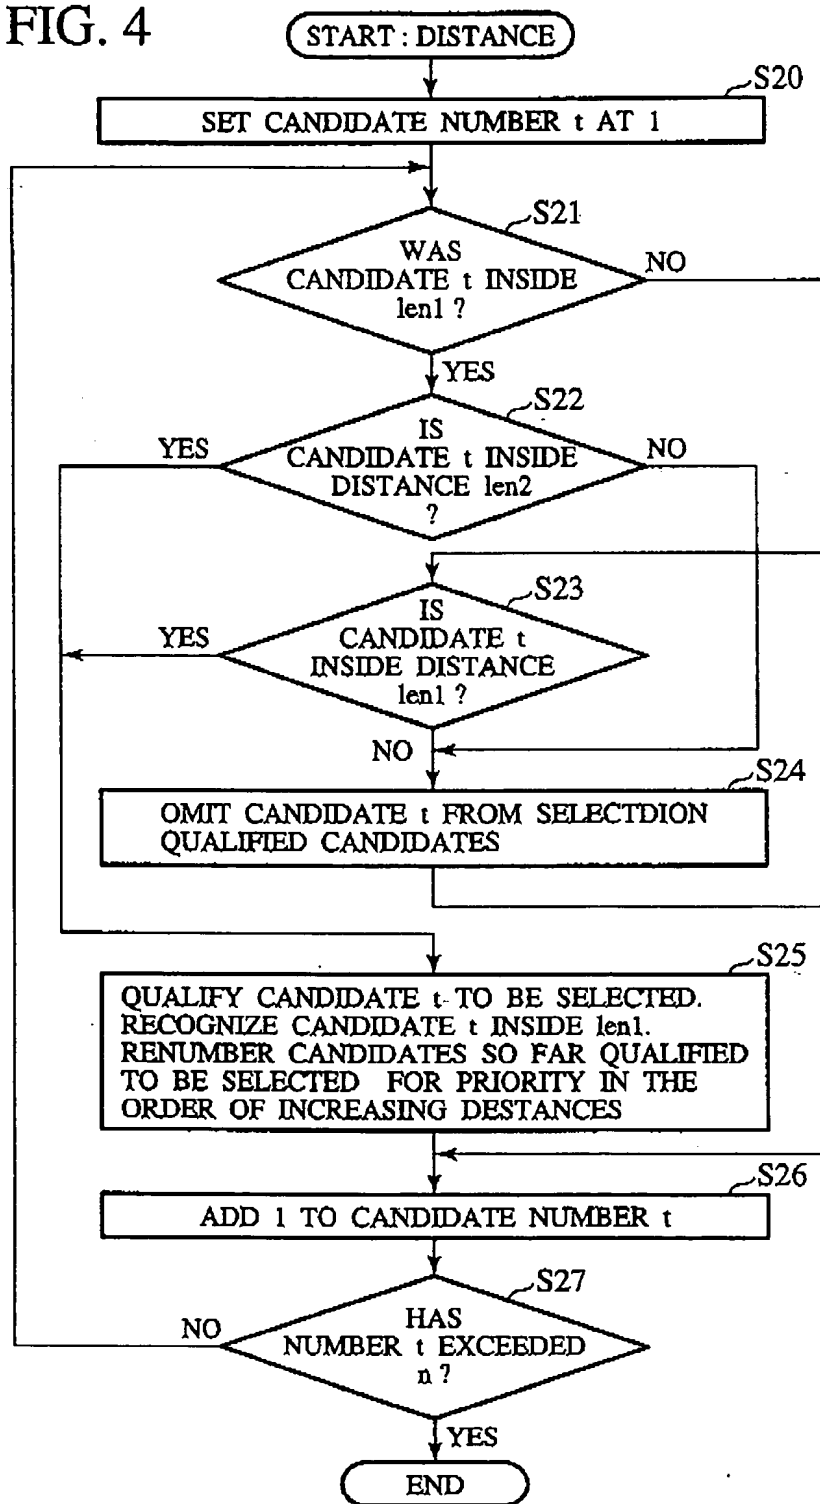 FIG. 4
START : DISTANCE
S20
SET CANDIDATE NUMBER t AT 1
S21
WAS
CANDIDATE t INSIDE
len1 ?
NO
YES
S22
IS
CANDIDATE t INSIDE
DISTANCE len2
?
YES
NO
S23
IS
CANDIDATE t
INSIDE DISTANCE
len1 ?
YES
NO
S24
OMIT CANDIDATE t FROM SELECTDION
QUALIFIED CANDIDATES
S25
QUALIFY CANDIDATE t TO BE SELECTED.
RECOGNIZE CANDIDATE t INSIDE len1.
RENUMBER CANDIDATES SO FAR QUALIFIED
TO BE SELECTED FOR PRIORITY IN THE
ORDER OF INCREASING DESTANCES
S26
ADD 1 TO CANDIDATE NUMBER t
S27
HAS
NUMBER t EXCEEDED
n ?
NO
YES
END